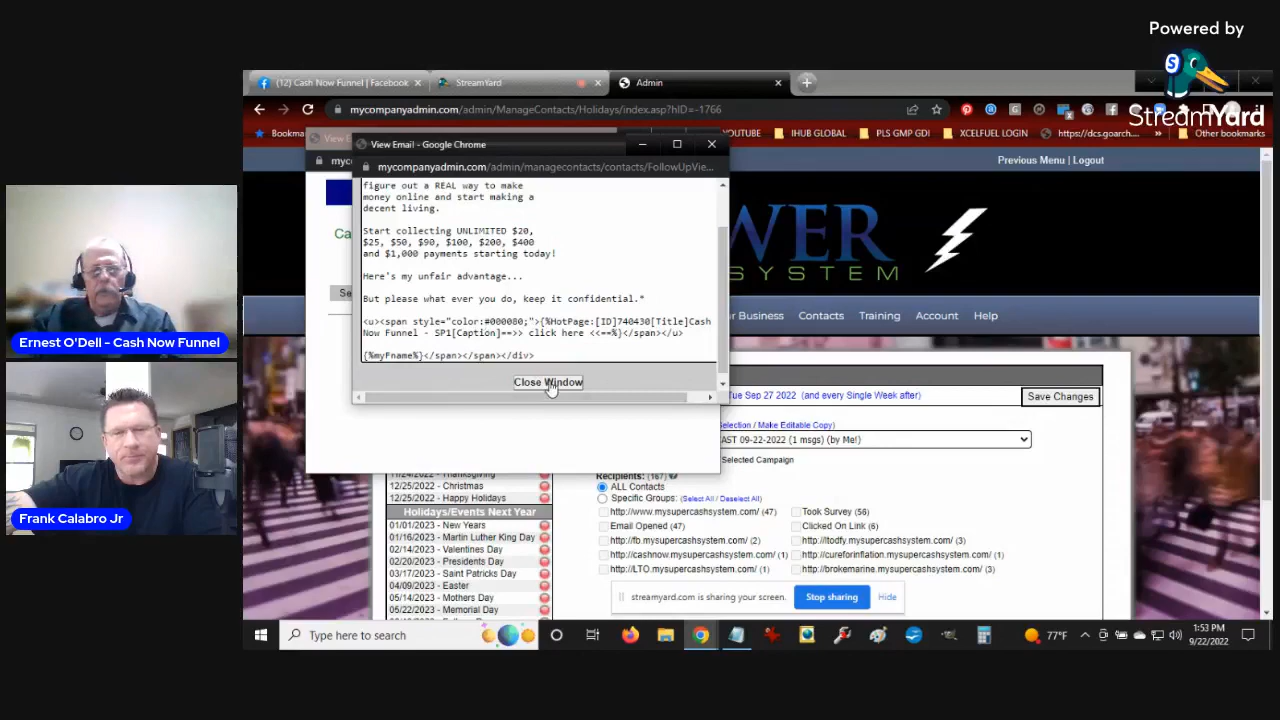 Powered by
StreamYard
(12) Cash Now Funnel | Facebook
StreamYard
Admin
mycompanyadmin.com/admin/ManageContacts/Holidays/index.asp?hID=-1766
Bookma
YOUTUBE
IHUB GLOBAL
PLS GMP GDI
XCELFUEL LOGIN
https://dcs.goarch....
Other bookmarks
View Email - Google Chrome
mycompanyadmin.com/admin/managecontacts/contacts/FollowUpVie...
Previous Menu | Logout
figure out a REAL way to make
money online and start making a
decent living.
Start collecting UNLIMITED $20,
$25, $50, $90, $100, $200, $400
and $1,000 payments starting today!
Here's my unfair advantage...
But please what ever you do, keep it confidential.*
<u><span style="color:#000080;">{%HotPage:[ID]740430[Title]Cash
Now Funnel - SP1[Caption]==>> click here <<==%}</span></u>
{%myFname%}</span></span></div>
Close Window
WER
SYSTEM
r Business
Contacts
Training
Account
Help
Tue Sep 27 2022 (and every Single Week after)
Save Changes
Selection / Make Editable Copy)
AST 09-22-2022 (1 msgs) (by Me!)
Selected Campaign
Recipients: (167)
ALL Contacts
Specific Groups: (Select All / Deselect All)
http://www.mysupercashsystem.com/ (47)
Took Survey (56)
Email Opened (47)
Clicked On Link (6)
http://fb.mysupercashsystem.com/ (2)
http://ltodfy.mysupercashsystem.com/ (3)
http://cashnow.mysupercashsystem.com/ (1)
http://cureforinflation.mysupercashsystem.com/ (1)
http://LTO.mysupercashsystem.com/ (1)
http://brokemarine.mysupercashsystem.com/ (3)
11/24/2022 - Thanksgiving
12/25/2022 - Christmas
12/25/2022 - Happy Holidays
Holidays/Events Next Year
01/01/2023 - New Years
01/16/2023 - Martin Luther King Day
02/14/2023 - Valentines Day
02/20/2023 - Presidents Day
03/17/2023 - Saint Patricks Day
04/09/2023 - Easter
05/14/2023 - Mothers Day
05/22/2023 - Memorial Day
streamyard.com is sharing your screen.
Stop sharing
Hide
Type here to search
77°F
1:53 PM
9/22/2022
Ernest O'Dell - Cash Now Funnel
Frank Calabro Jr